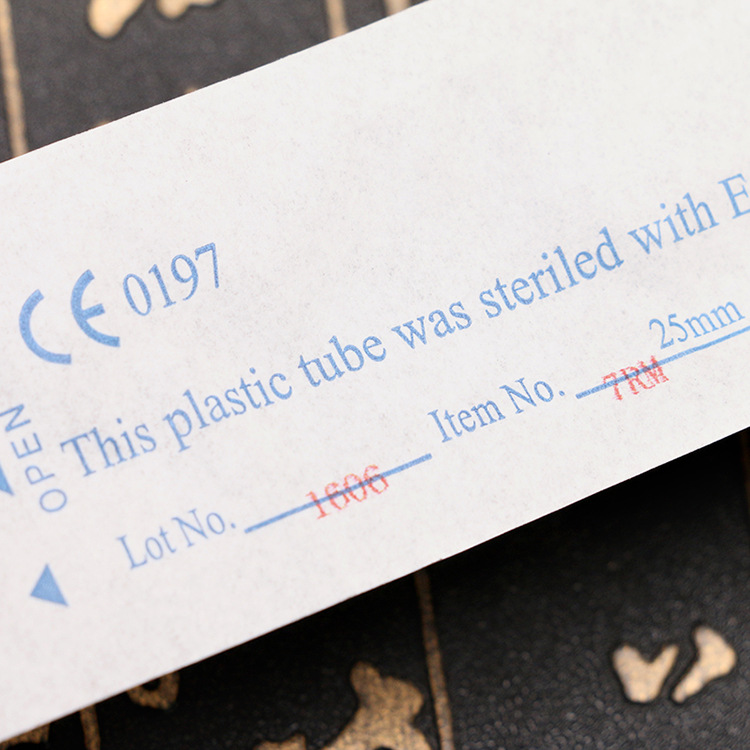 CE 0197
OPEN
This plastic tube was steriled with E
25mm
Lot No. 1606 Item No. 7RM